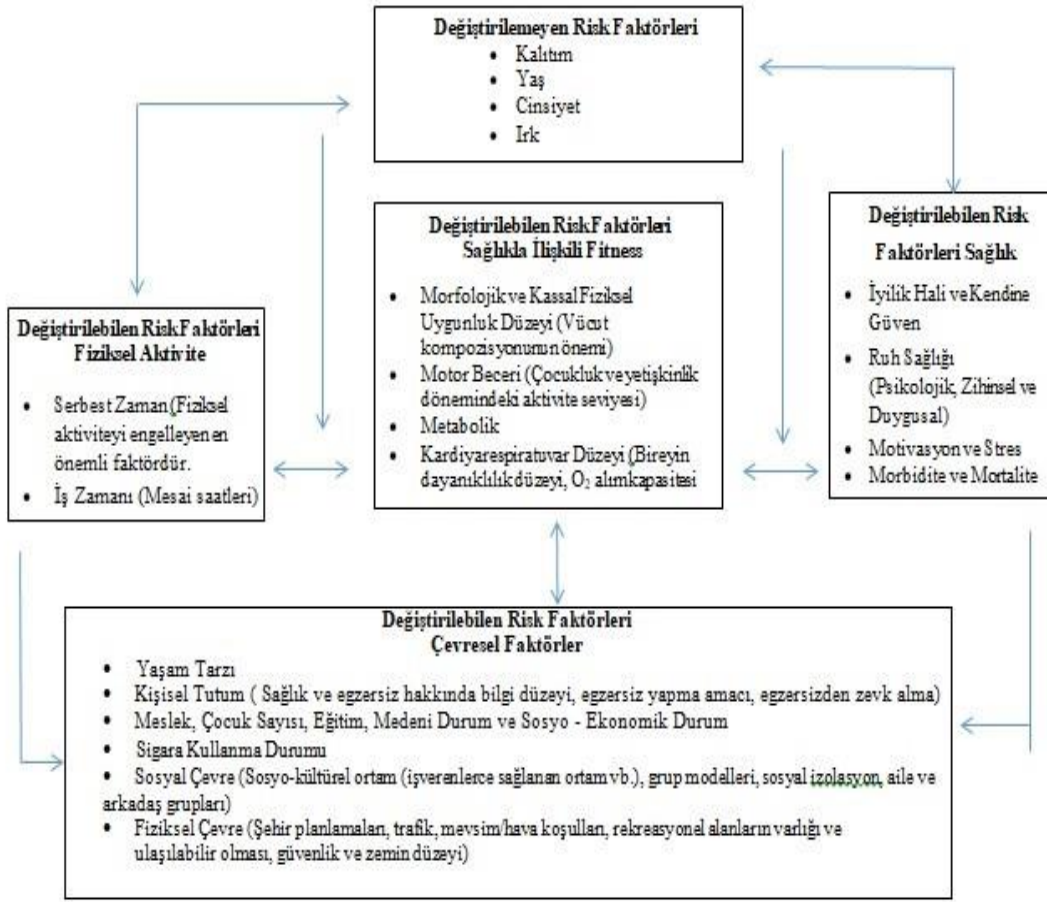 Değiştirilemeyen Risk Faktörleri
• Kalıtım
• Yaş
• Cinsiyet
• Irk
Değiştirilebilen Risk Faktörleri
Sağlıkla İlişkili Fitness
• Morfolojik ve Kassal Fiziksel
Uygunluk Düzeyi (Vücut
kompozisyonunun önemi)
• Motor Beceri (Çocukluk ve yetişkinlik
dönemindeki aktivite seviyesi)
• Metabolik
• Kardiyarespiratuvar Düzeyi (Bireyin
dayanıklılık düzeyi, O₂ alımkapasitesi
Değiştirilebilen Risk
Faktörleri Sağlık
• İyilik Hali ve Kendine
Güven
• Ruh Sağlığı
(Psikolojik, Zihinsel ve
Duygusal)
• Motivasyon ve Stres
• Morbidite ve Mortalite
Değiştirilebilen Risk Faktörleri
Fiziksel Aktivite
• Serbest Zaman (Fiziksel
aktiviteyi engelleyen en
önemli faktördür.
• İş Zamanı (Mesai saatleri)
Değiştirilebilen Risk Faktörleri
Çevresel Faktörler
• Yaşam Tarzı
• Kişisel Tutum ( Sağlık ve egzersiz hakkında bilgi düzeyi, egzersiz yapma amacı, egzersizden zevk alma)
• Meslek, Çocuk Sayısı, Eğitim, Medeni Durum ve Sosyo - Ekonomik Durum
• Sigara Kullanma Durumu
• Sosyal Çevre (Sosyo-kültürel ortam (işverenlerce sağlanan ortam vb.), grup modelleri, sosyal izolasyon, aile ve
arkadaş grupları)
• Fiziksel Çevre (Şehir planlamaları, trafik, mevsim/hava koşulları, rekreasyonel alanların varlığı ve
ulaşılabilir olması, güvenlik ve zemin düzeyi)